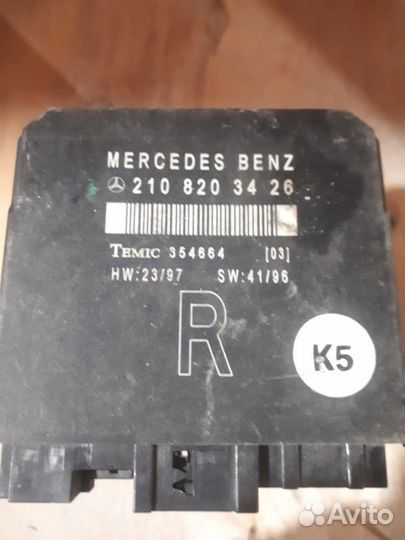 MERCEDES BENZ
210 820 34 26
TEMIC 354664 [03]
HW:23/97 SW:41/96
R
K5
Avito